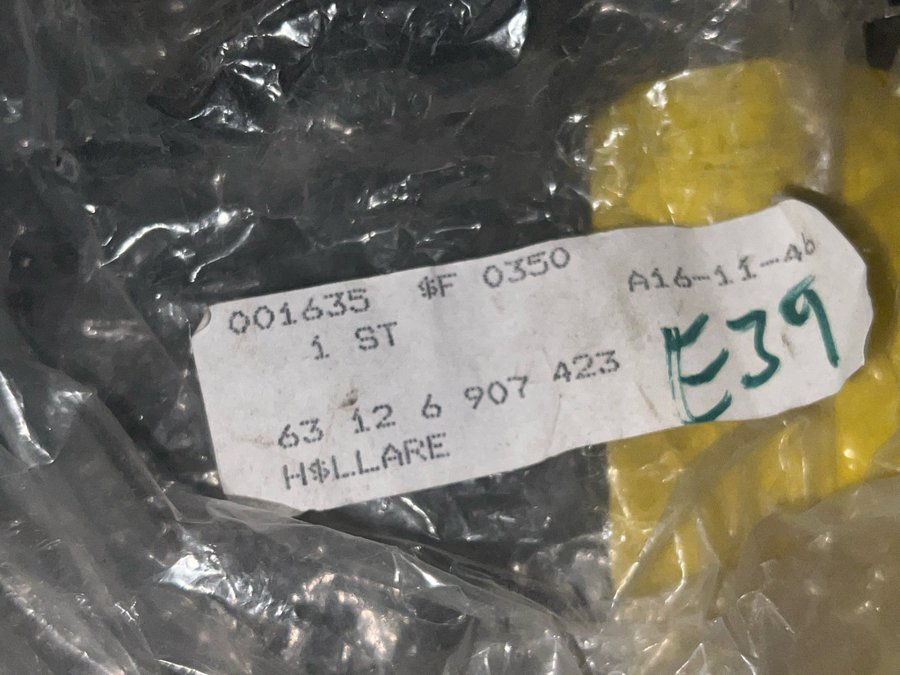 001635 $F 0350 A16-11-46
1 ST
63 12 6 907 423
H$LLARE
E39